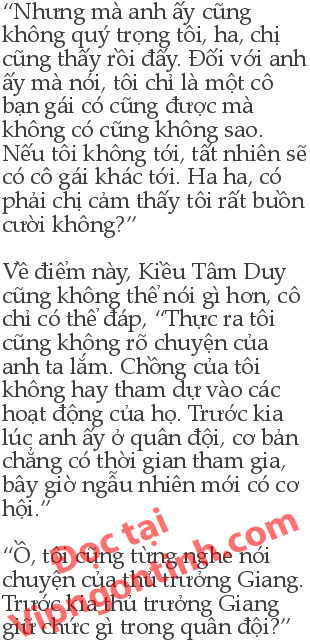 “Nhưng mà anh ấy cũng
không quý trọng tôi, ha, chị
cũng thấy rồi đấy. Đối với anh
ấy mà nói, tôi chỉ là một cô
bạn gái có cũng được mà
không có cũng không sao.
Nếu tôi không tới, tất nhiên sẽ
có cô gái khác tới. Ha ha, có
phải chị cảm thấy tôi rất buồn
cười không?”
Về điểm này, Kiều Tâm Duy
cũng không thể nói gì hơn, cô
chỉ có thể đáp, “Thực ra tôi
cũng không rõ chuyện của
anh ta lắm. Chồng của tôi
không hay tham dự vào các
hoạt động của họ. Trước kia
lúc anh ấy ở quân đội, cơ bản
chẳng có thời gian tham gia,
bây giờ ngẫu nhiên mới có cơ
hội.”
“Ồ, tôi cũng từng nghe nói
chuyện của thủ trưởng Giang.
Trước kia thủ trưởng Giang
giữ chức gì trong quân đội?”
Đọc tại
Vipngontinh.com